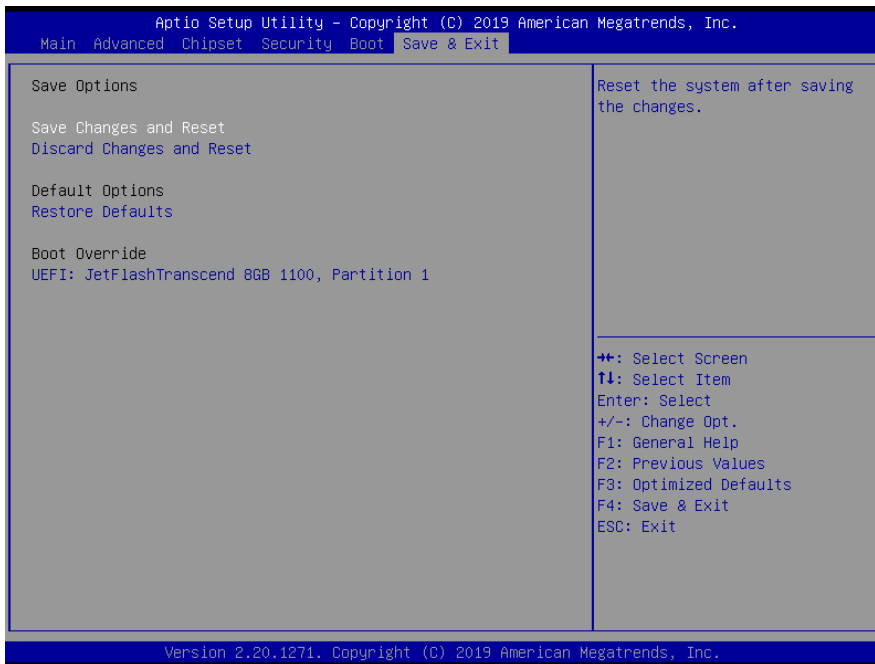 Aptio Setup Utility – Copyright (C) 2019 American Megatrends, Inc.
Main Advanced Chipset Security Boot Save & Exit
Save Options
Save Changes and Reset
Discard Changes and Reset
Default Options
Restore Defaults
Boot Override
UEFI: JetFlashTranscend 8GB 1100, Partition 1
Reset the system after saving
the changes.
→←: Select Screen
↑↓: Select Item
Enter: Select
+/-: Change Opt.
F1: General Help
F2: Previous Values
F3: Optimized Defaults
F4: Save & Exit
ESC: Exit
Version 2.20.1271. Copyright (C) 2019 American Megatrends, Inc.